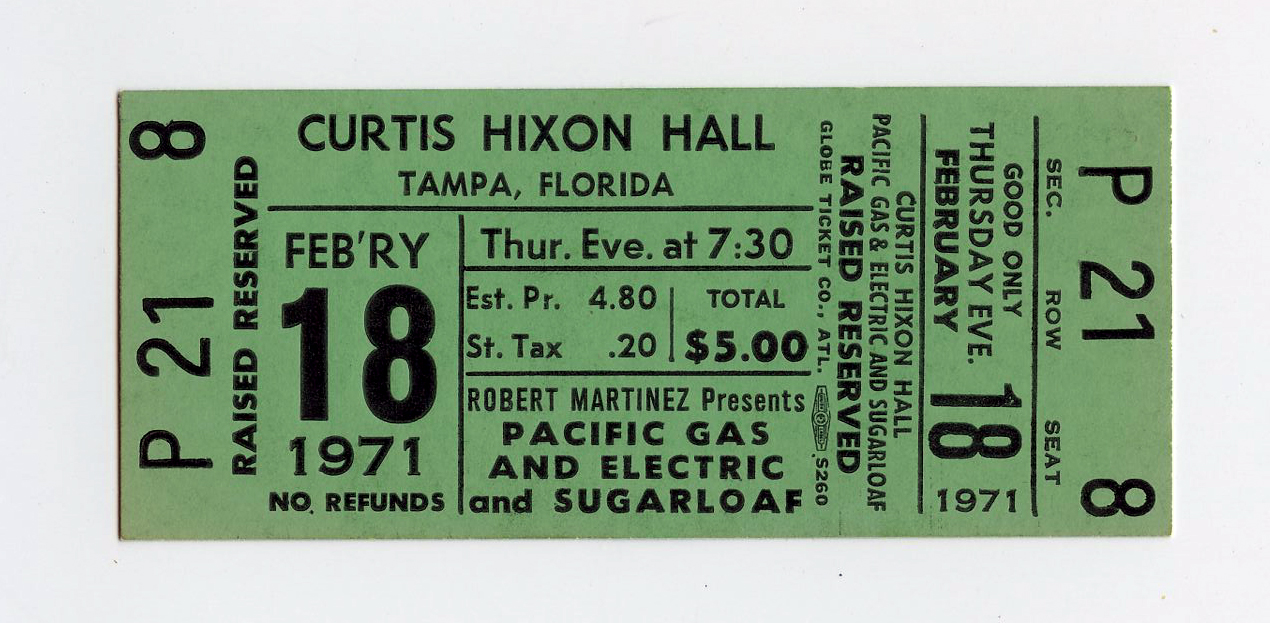 P 21 8
RAISED RESERVED
CURTIS HIXON HALL
TAMPA, FLORIDA
FEB'RY
18
1971
NO. REFUNDS
Thur. Eve. at 7:30
Est. Pr. 4.80
St. Tax .20
TOTAL
$5.00
ROBERT MARTINEZ Presents
PACIFIC GAS
AND ELECTRIC
and SUGARLOAF
CURTIS HIXON HALL
PACIFIC GAS & ELECTRIC AND SUGARLOAF
RAISED RESERVED
GLOBE TICKET CO., ATL. S260
GOOD ONLY
THURSDAY EVE.
FEBRUARY
18
1971
SEC. ROW SEAT
P 21 8